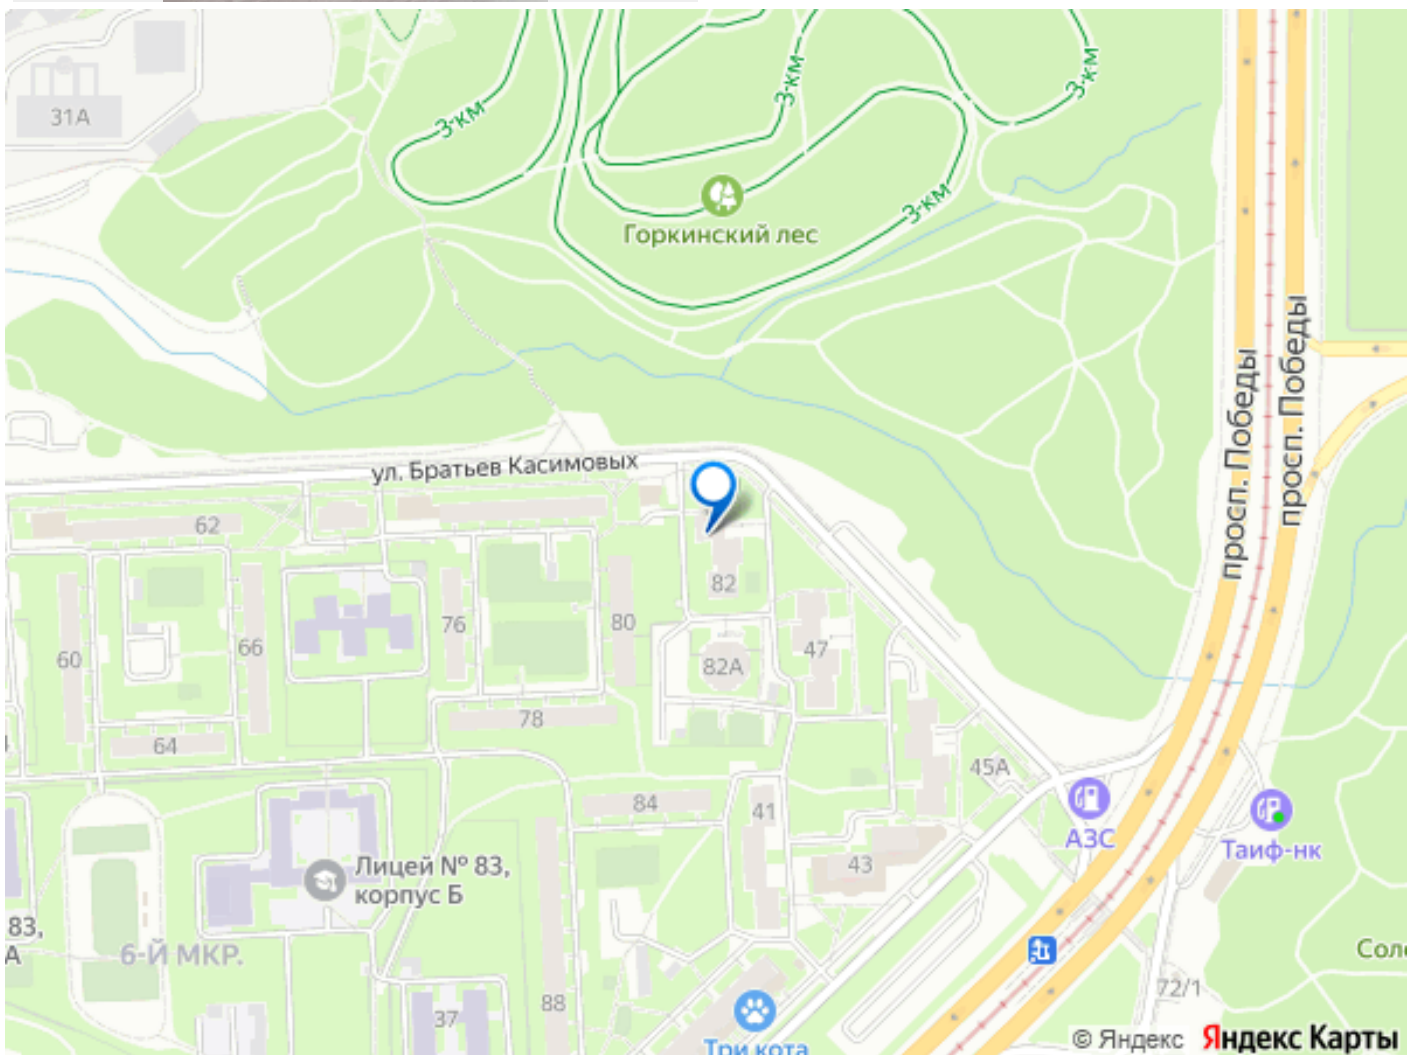 31А
3-км
3-км
3-км
3-км
Горкинский лес
просп. Победы
просп. Победы
ул. Братьев Касимовых
62
82
76
80
60
66
47
82А
78
64
45А
84
41
АЗС
Таиф-нк
43
Лицей № 83,
корпус Б
83,
А
6-Й МКР.
Соло
72/1
88
37
Три кота
© Яндекс Яндекс Карты